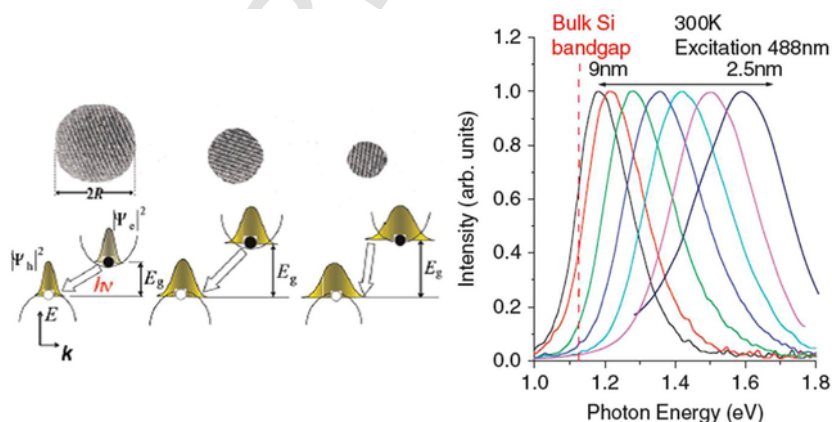 2R
|Ψe|²
|Ψh|²
hν
Eg
Eg
Eg
E
k
Bulk Si
bandgap
300K
Excitation 488nm
9nm
2.5nm
Intensity (arb. units)
1.2
1.0
0.8
0.6
0.4
0.2
0.0
1.0 1.2 1.4 1.6 1.8
Photon Energy (eV)